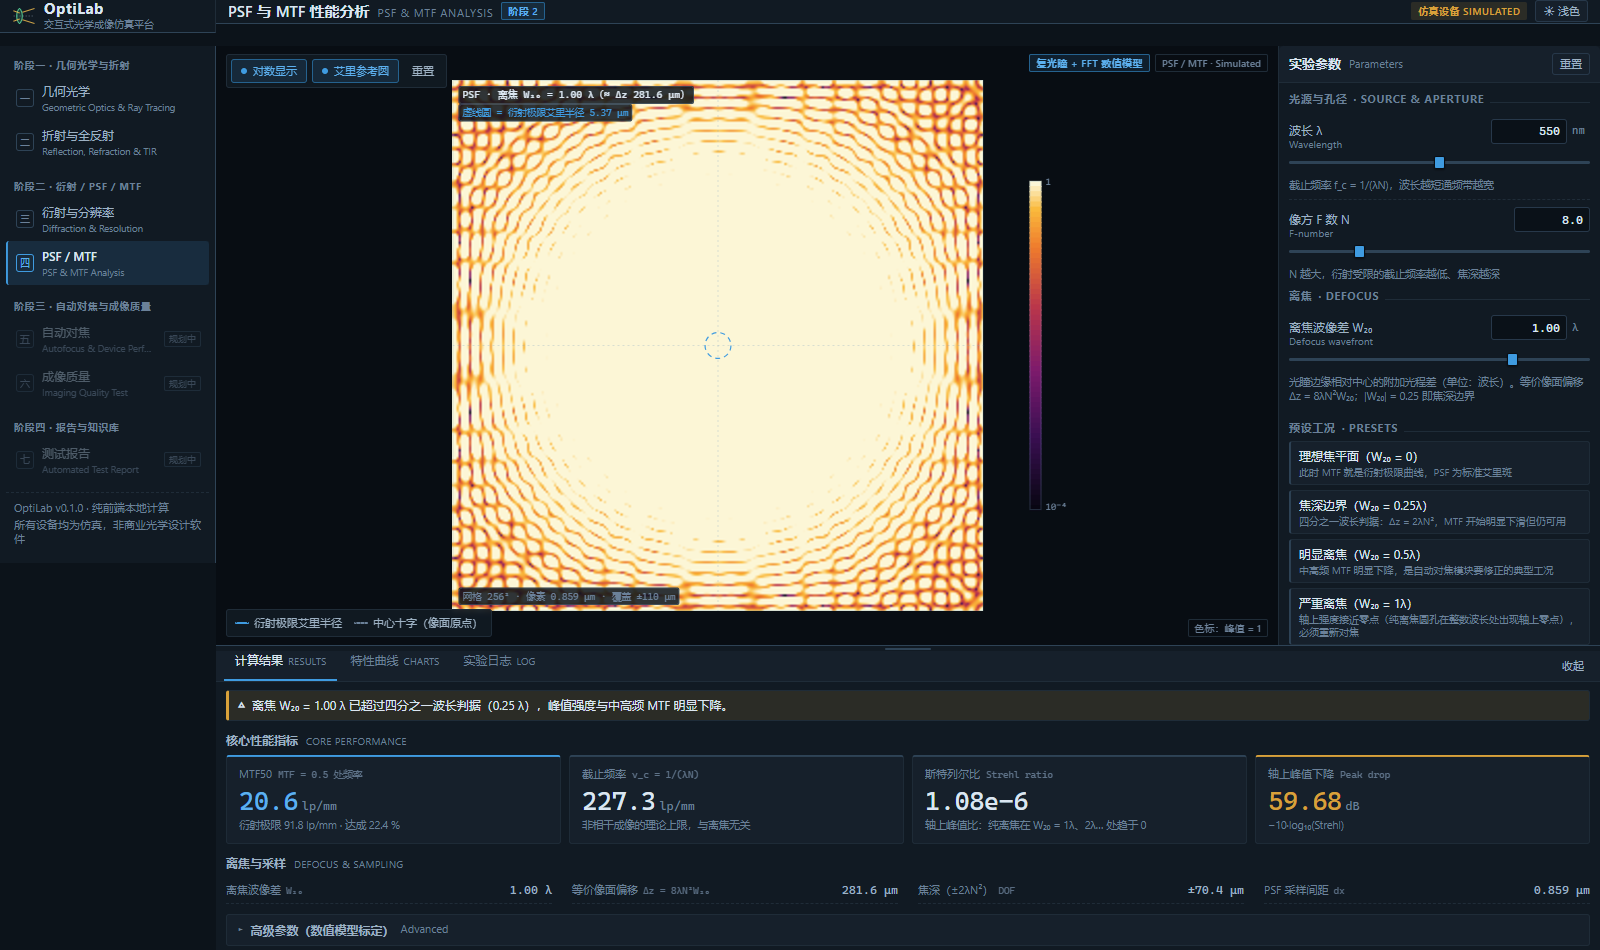 OptiLab
交互式光学成像仿真平台
PSF 与 MTF 性能分析 PSF & MTF ANALYSIS 阶段 2
仿真设备 SIMULATED
☀ 浅色
阶段一 · 几何光学与折射
一 几何光学
Geometric Optics & Ray Tracing
二 折射与全反射
Reflection, Refraction & TIR
阶段二 · 衍射 / PSF / MTF
三 衍射与分辨率
Diffraction & Resolution
四 PSF / MTF
PSF & MTF Analysis
阶段三 · 自动对焦与成像质量
五 自动对焦 规划中
Autofocus & Device Perf...
六 成像质量 规划中
Imaging Quality Test
阶段四 · 报告与知识库
七 测试报告 规划中
Automated Test Report
OptiLab v0.1.0 · 纯前端本地计算
所有设备均为仿真，非商业光学设计软
件
对数显示 艾里参考圆 重置
复光瞳 + FFT 数值模型 PSF / MTF · Simulated
PSF · 离焦 W₂₀ = 1.00 λ (≈ Δz 281.6 μm)
虚线圆 = 衍射极限艾里半径 5.37 μm
1
10⁻⁴
网格 256² · 像素 0.859 μm · 覆盖 ±110 μm
衍射极限艾里半径 中心十字（像面原点）
色标：峰值 = 1
实验参数 Parameters 重置
光源与孔径 · SOURCE & APERTURE
波长 λ 550 nm
Wavelength
截止频率 f_c = 1/(λN)，波长越短通频带越宽
像方 F 数 N 8.0
F-number
N 越大，衍射受限的截止频率越低、焦深越深
离焦 · DEFOCUS
离焦波像差 W₂₀ 1.00 λ
Defocus wavefront
光瞳边缘相对中心的附加光程差（单位：波长）。等价像面偏移
Δz = 8λN²W₂₀；|W₂₀| = 0.25 即焦深边界
预设工况 · PRESETS
理想焦平面（W₂₀ = 0）
此时 MTF 就是衍射极限曲线，PSF 为标准艾里斑
焦深边界（W₂₀ = 0.25λ）
四分之一波长判据：Δz = 2λN²，MTF 开始明显下滑但仍可用
明显离焦（W₂₀ = 0.5λ）
中高频 MTF 明显下降，是自动对焦模块要修正的典型工况
严重离焦（W₂₀ = 1λ）
轴上强度接近零点（纯离焦圆孔在整数波长处出现轴上零点），
必须重新对焦
计算结果 RESULTS 特性曲线 CHARTS 实验日志 LOG 收起
离焦 W₂₀ = 1.00 λ 已超过四分之一波长判据（0.25 λ），峰值强度与中高频 MTF 明显下降。
核心性能指标 CORE PERFORMANCE
MTF50 MTF = 0.5 处频率
20.6 lp/mm
衍射极限 91.8 lp/mm · 达成 22.4 %
截止频率 ν_c = 1/(λN)
227.3 lp/mm
非相干成像的理论上限，与离焦无关
斯特列尔比 Strehl ratio
1.08e−6
轴上峰值比：纯离焦在 W₂₀ = 1λ、2λ… 处趋于 0
轴上峰值下降 Peak drop
59.68 dB
−10·log₁₀(Strehl)
离焦与采样 DEFOCUS & SAMPLING
离焦波像差 W₂₀ 1.00 λ
等价像面偏移 Δz = 8λN²W₂₀ 281.6 μm
焦深（±2λN²） DOF ±70.4 μm
PSF 采样间距 dx 0.859 μm
高级参数（数值模型标定） Advanced